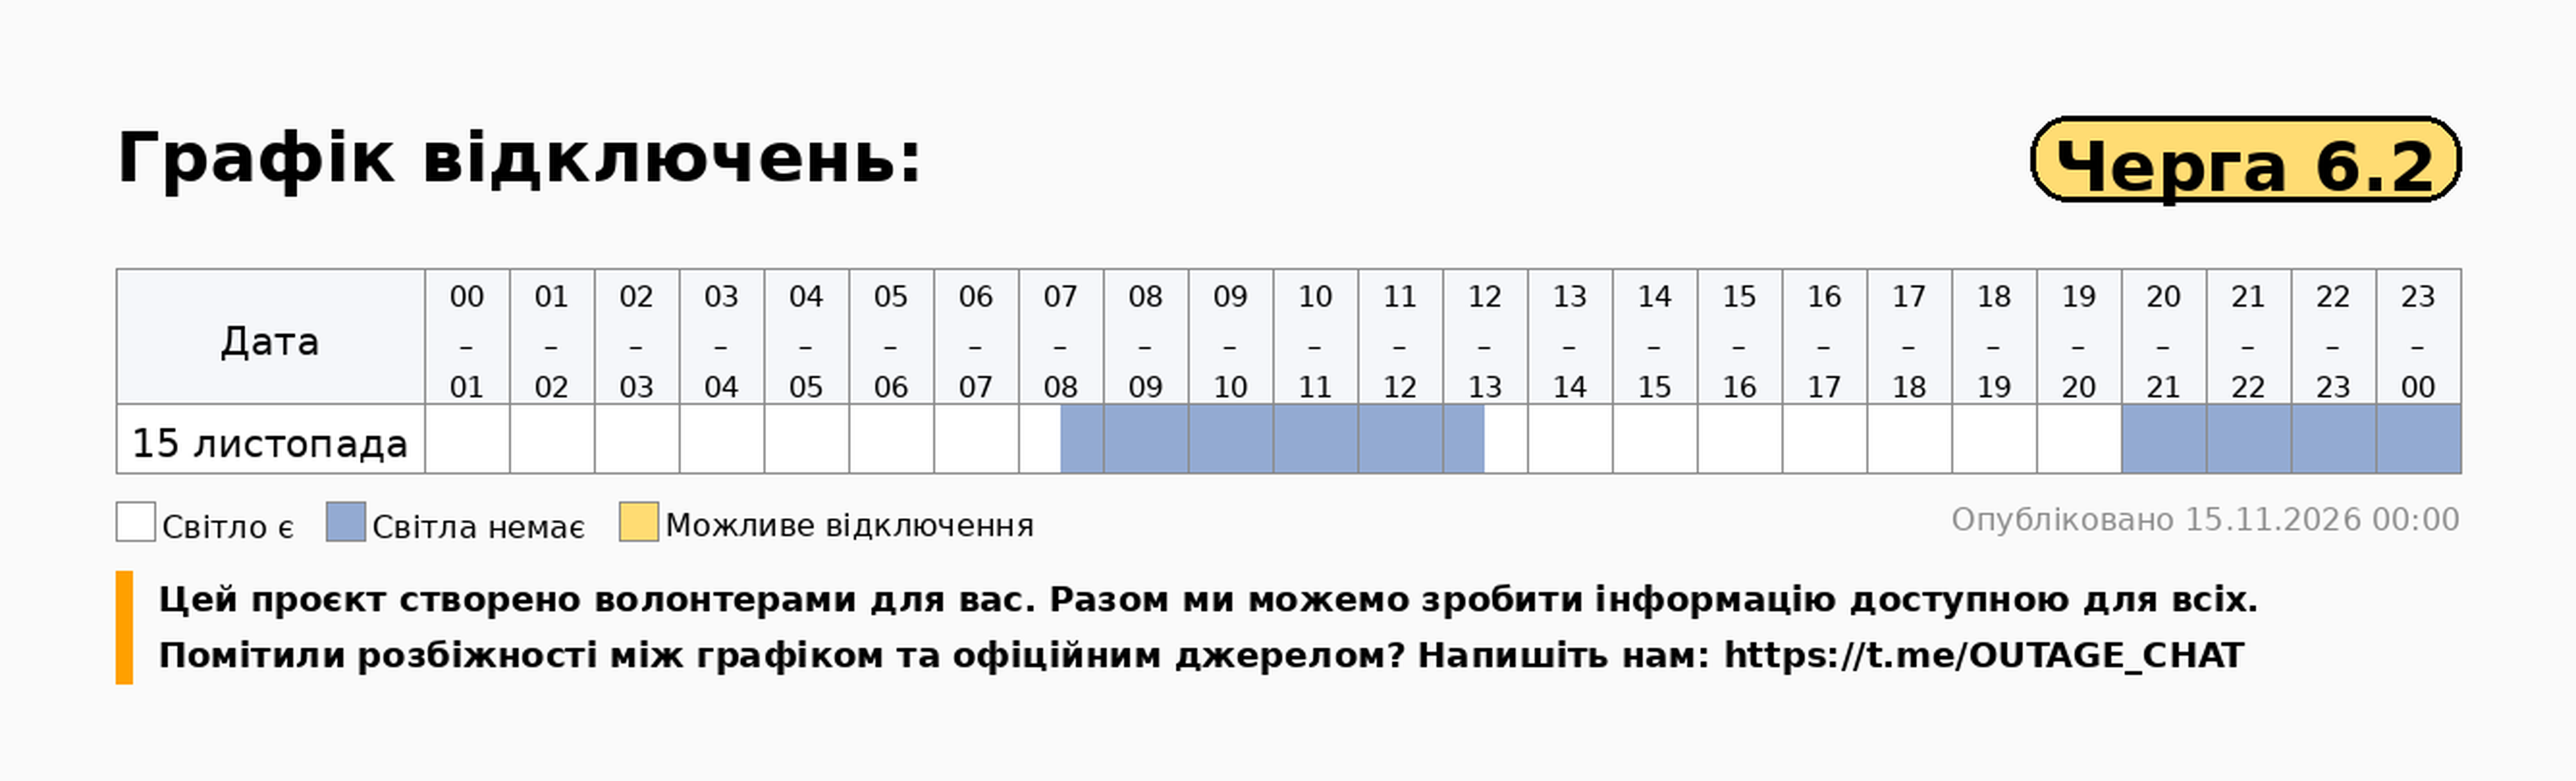 Графік відключень:
Черга 6.2
Дата 00 – 01 01 – 02 02 – 03 03 – 04 04 – 05 05 – 06 06 – 07 07 – 08 08 – 09 09 – 10 10 – 11 11 – 12 12 – 13 13 – 14 14 – 15 15 – 16 16 – 17 17 – 18 18 – 19 19 – 20 20 – 21 21 – 22 22 – 23 23 – 00
15 листопада
Світло є Світла немає Можливе відключення
Опубліковано 15.11.2026 00:00
Цей проєкт створено волонтерами для вас. Разом ми можемо зробити інформацію доступною для всіх.
Помітили розбіжності між графіком та офіційним джерелом? Напишіть нам: https://t.me/OUTAGE_CHAT